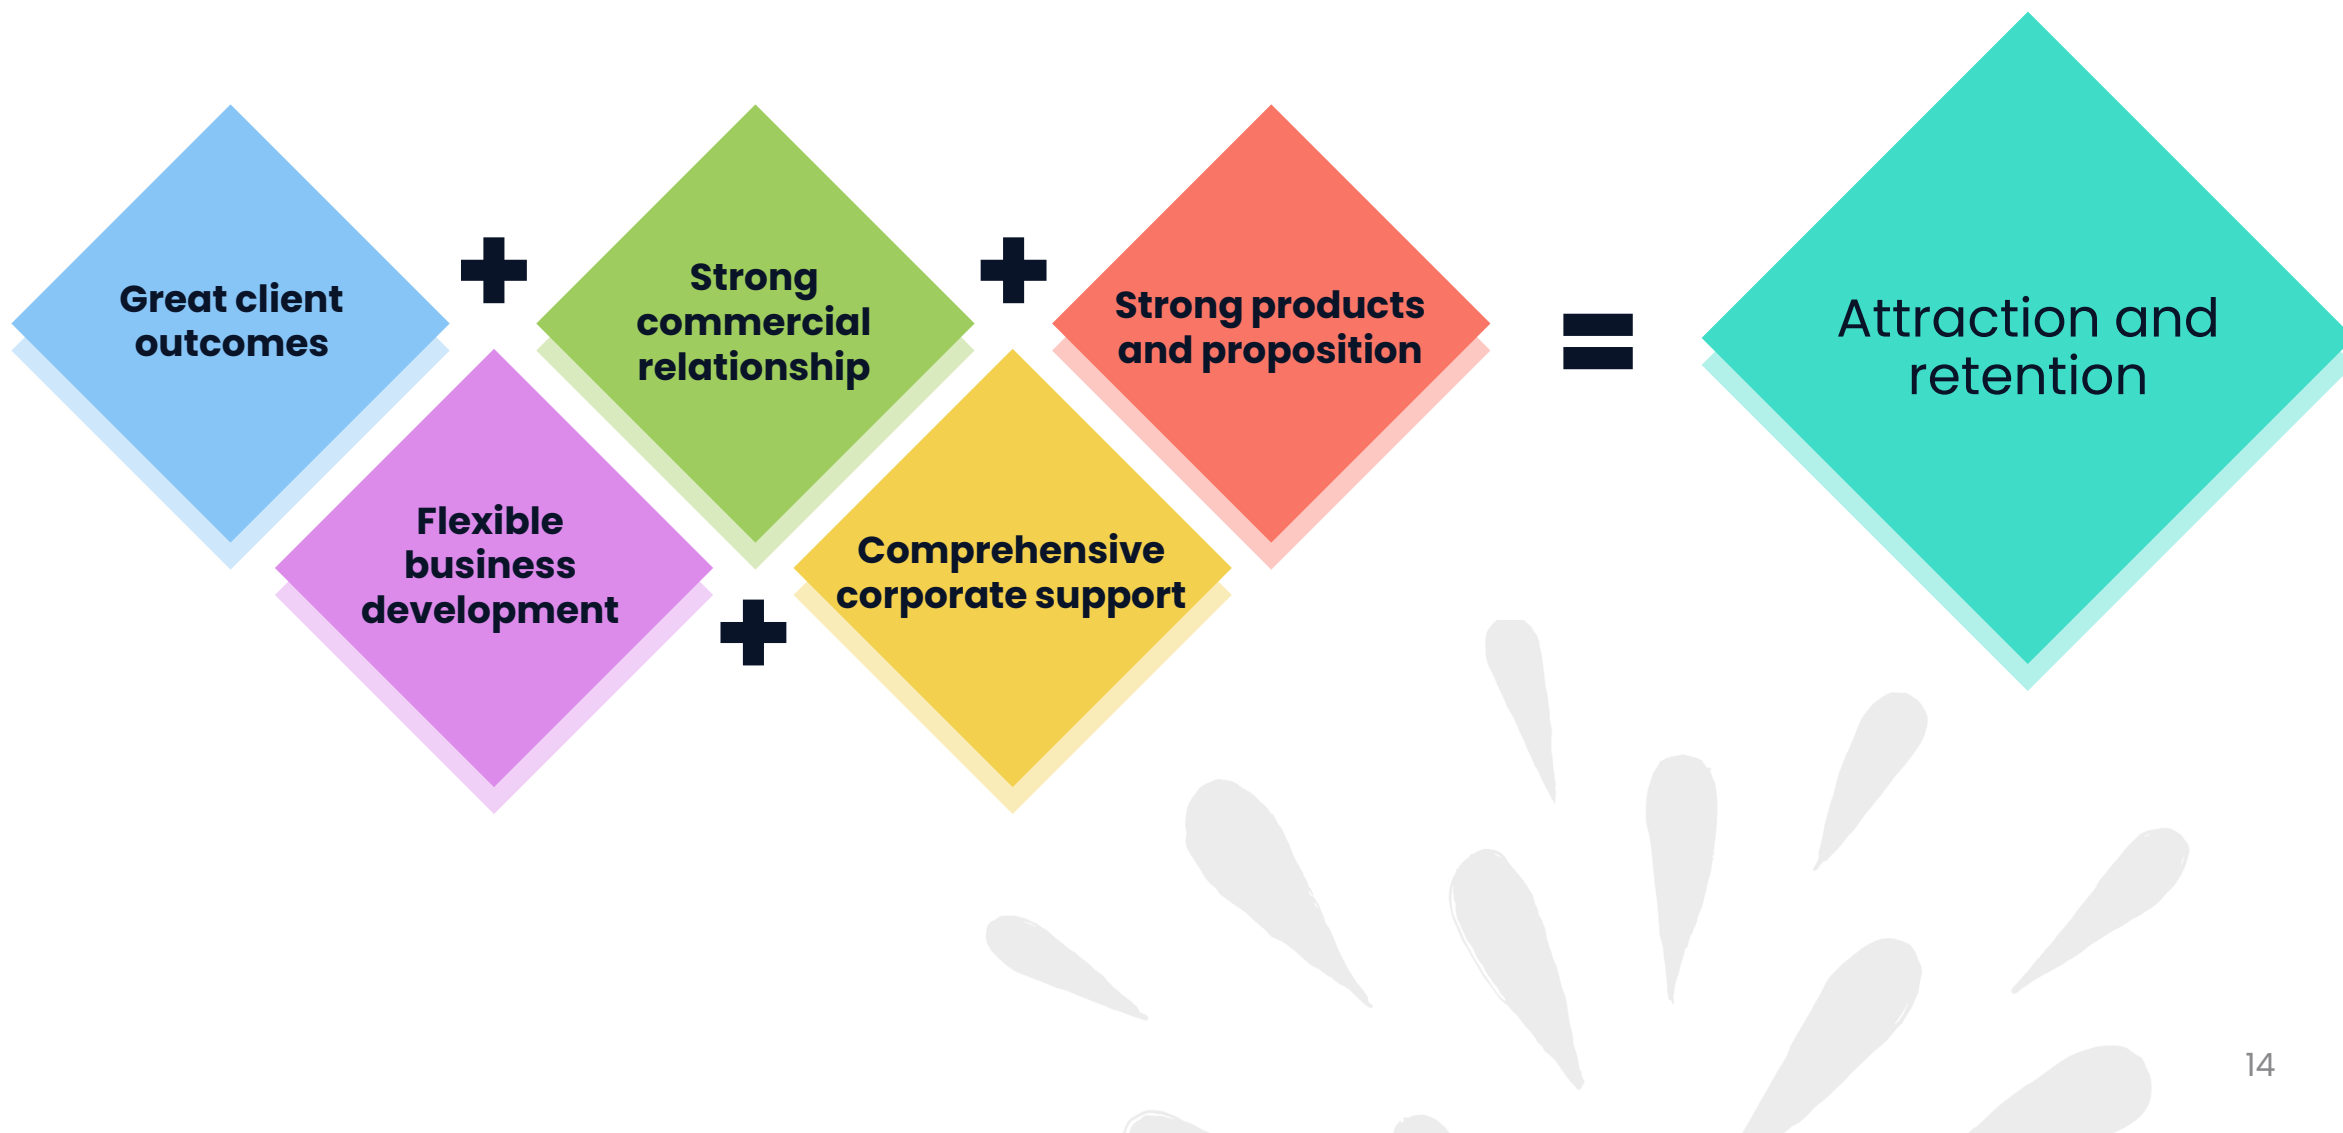 Great client
outcomes
Strong
commercial
relationship
Strong products
and proposition
Attraction and
retention
Flexible
business
development
Comprehensive
corporate support
14